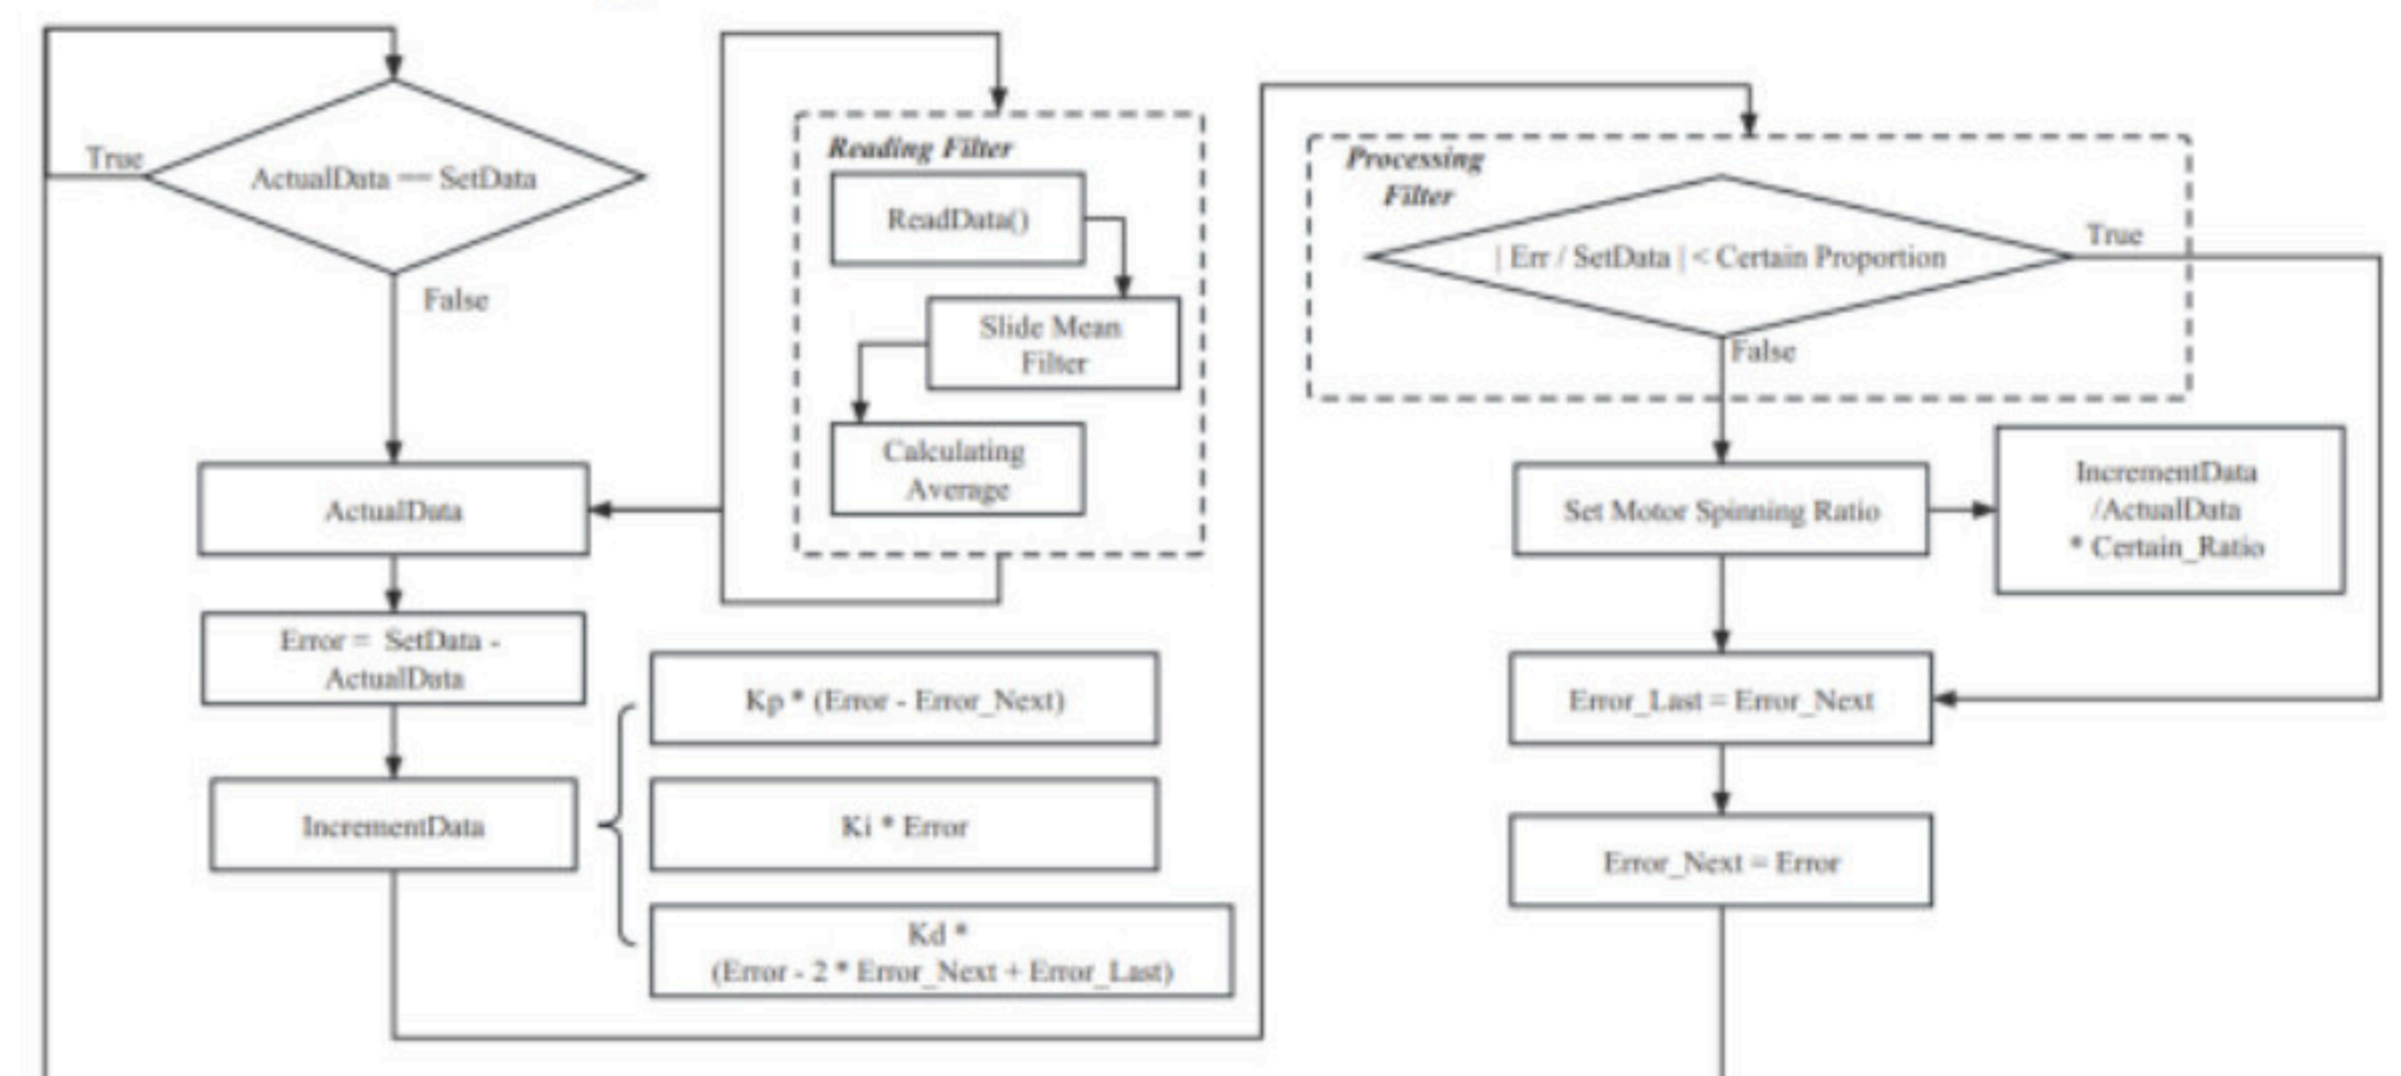 True
ActualData == SetData
False
ActualData
Error = SetData -
ActualData
IncrementData
Reading Filter
ReadData()
Slide Mean
Filter
Calculating
Average
Kp * (Error - Error_Next)
Ki * Error
Kd *
(Error - 2 * Error_Next + Error_Last)
Processing
Filter
| Err / SetData | < Certain Proportion
True
False
Set Motor Spinning Ratio
IncrementData
/ActualData
* Certain_Ratio
Error_Last = Error_Next
Error_Next = Error